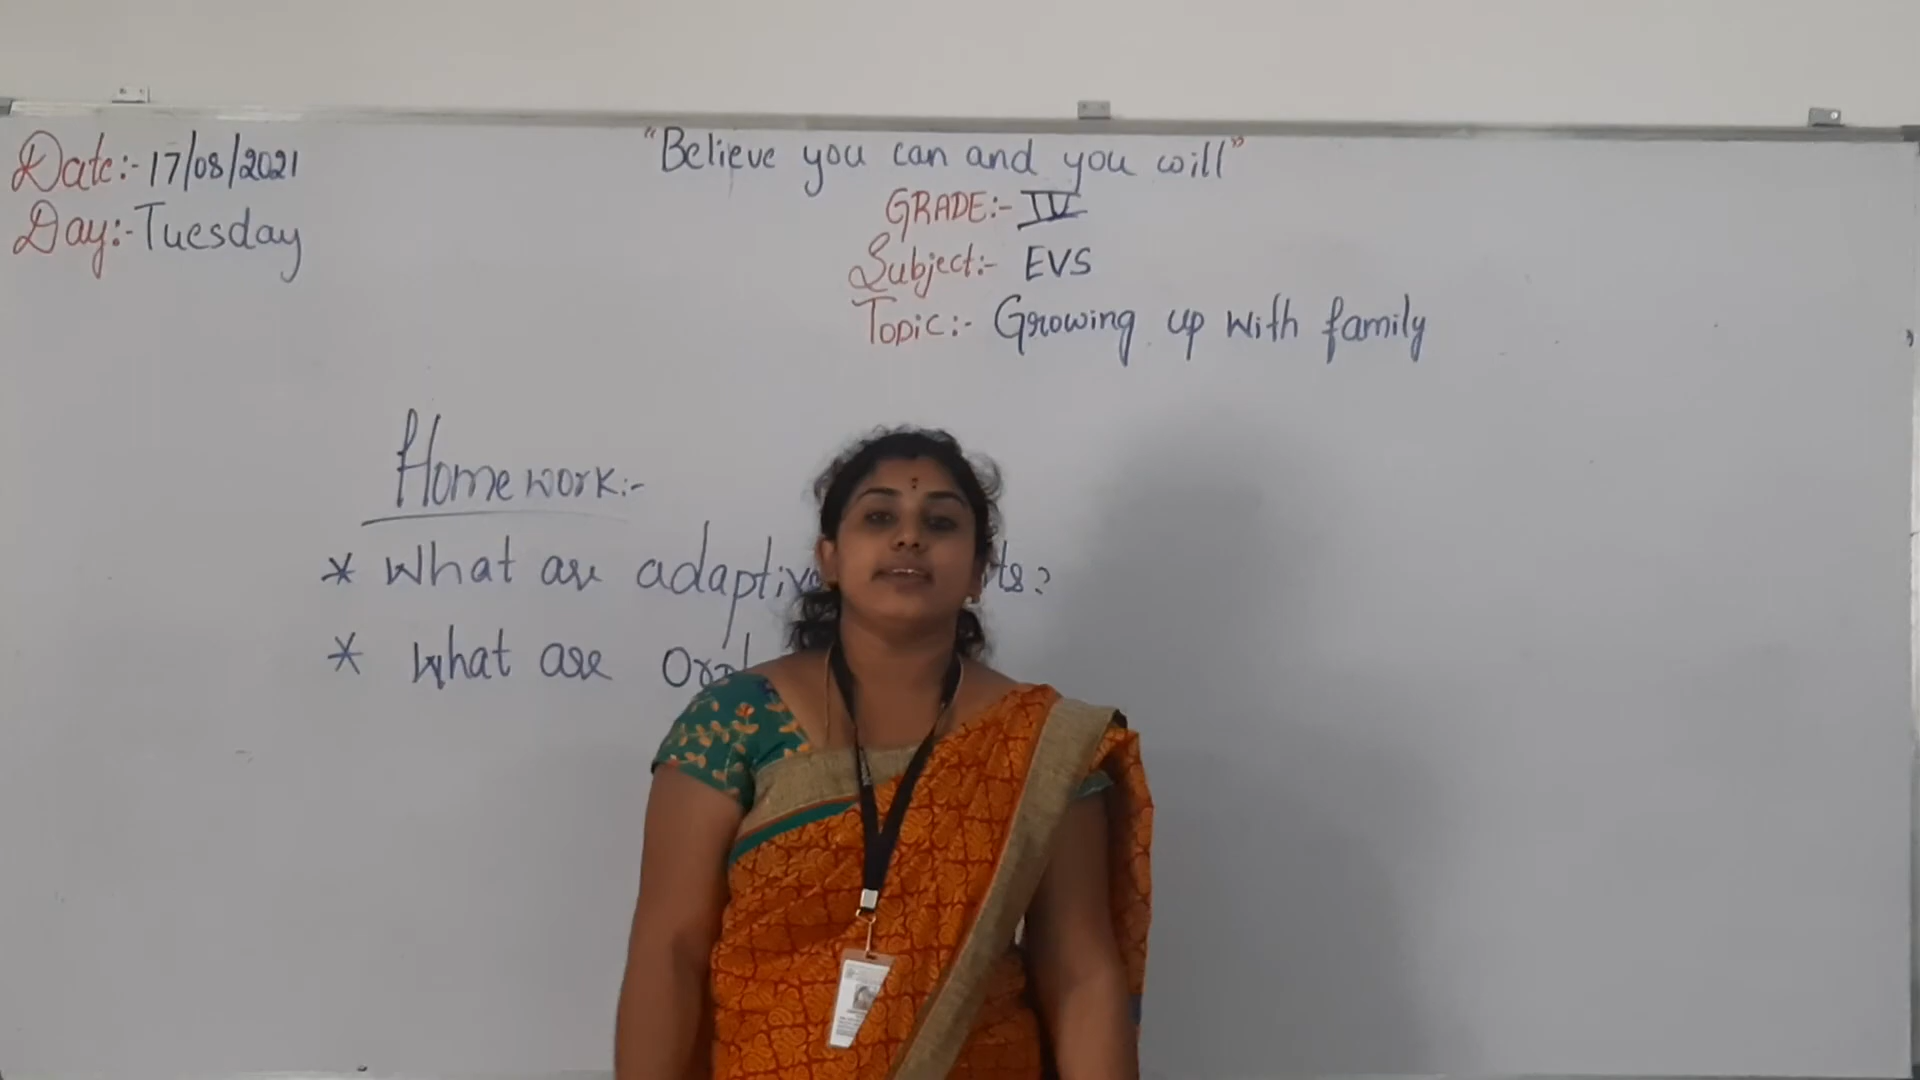 Date:- 17/08/2021
Day:- Tuesday
"Believe you can and you will"
GRADE:- IV
Subject:- EVS
Topic:- Growing up with family
Homework:-
* What are adaptive
* What are